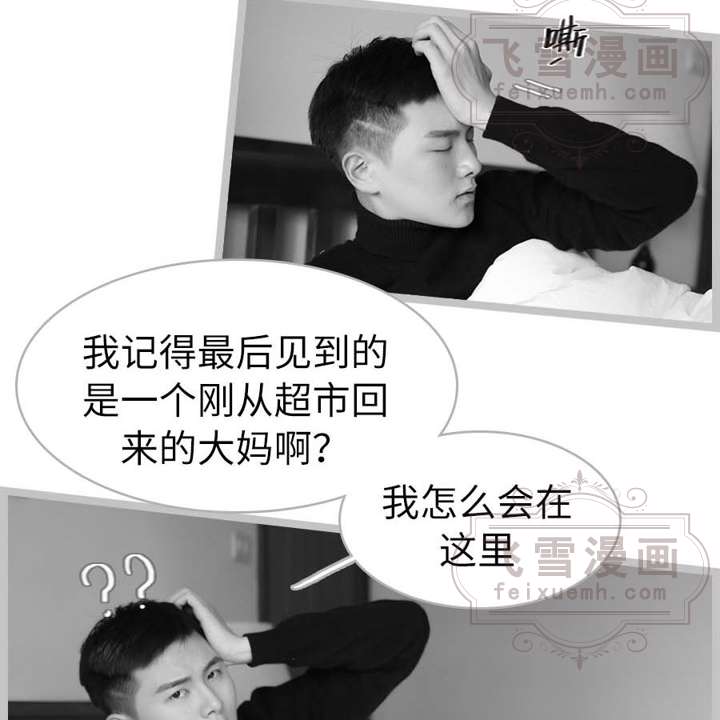 嘶
飞雪漫画
feixuemh.com
我记得最后见到的
是一个刚从超市回
来的大妈啊？
我怎么会在
这里
飞雪漫画
feixuemh.com
??